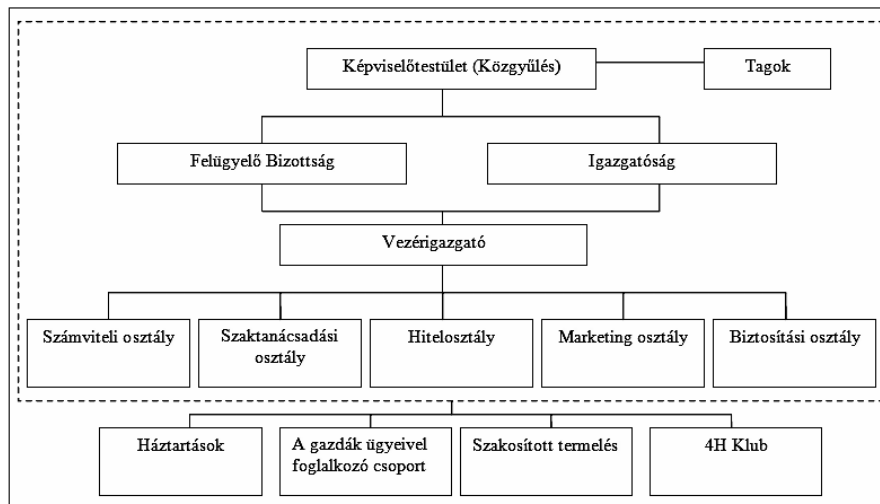 Képviselőtestület (Közgyűlés)
Tagok
Felügyelő Bizottság
Igazgatóság
Vezérigazgató
Számviteli osztály
Szaktanácsadási
osztály
Hitelosztály
Marketing osztály
Biztosítási osztály
Háztartások
A gazdák ügyeivel
foglalkozó csoport
Szakosított termelés
4H Klub